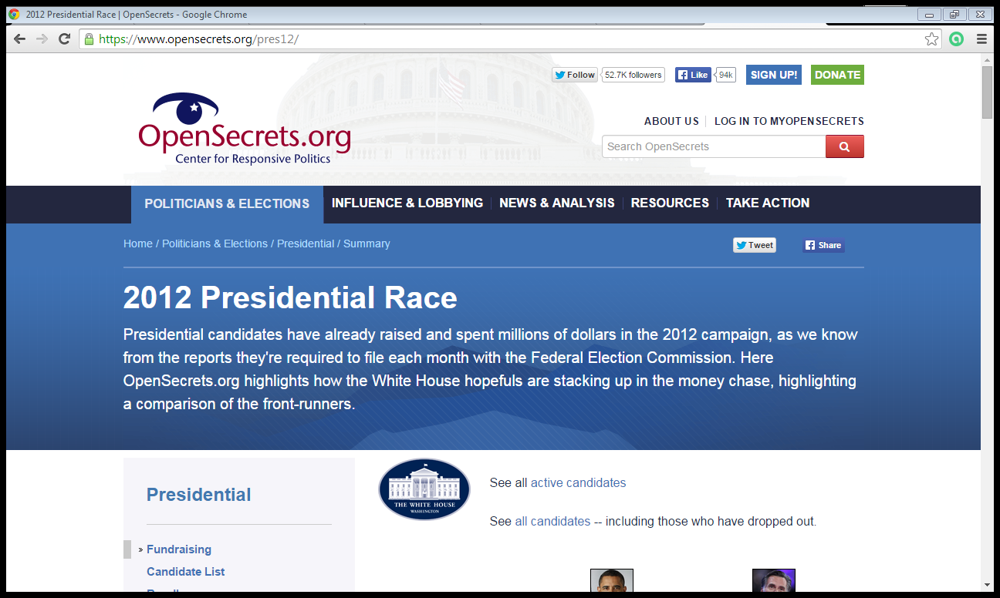 2012 Presidential Race | OpenSecrets - Google Chrome
https://www.opensecrets.org/pres12/
Follow 52.7K followers Like 94k SIGN UP! DONATE
ABOUT US LOG IN TO MYOPENSECRETS
OpenSecrets.org
Center for Responsive Politics
Search OpenSecrets
POLITICIANS & ELECTIONS INFLUENCE & LOBBYING NEWS & ANALYSIS RESOURCES TAKE ACTION
Home / Politicians & Elections / Presidential / Summary
Tweet Share
2012 Presidential Race
Presidential candidates have already raised and spent millions of dollars in the 2012 campaign, as we know
from the reports they're required to file each month with the Federal Election Commission. Here
OpenSecrets.org highlights how the White House hopefuls are stacking up in the money chase, highlighting
a comparison of the front-runners.
Presidential
» Fundraising
Candidate List
THE WHITE HOUSE
WASHINGTON
See all active candidates
See all candidates -- including those who have dropped out.